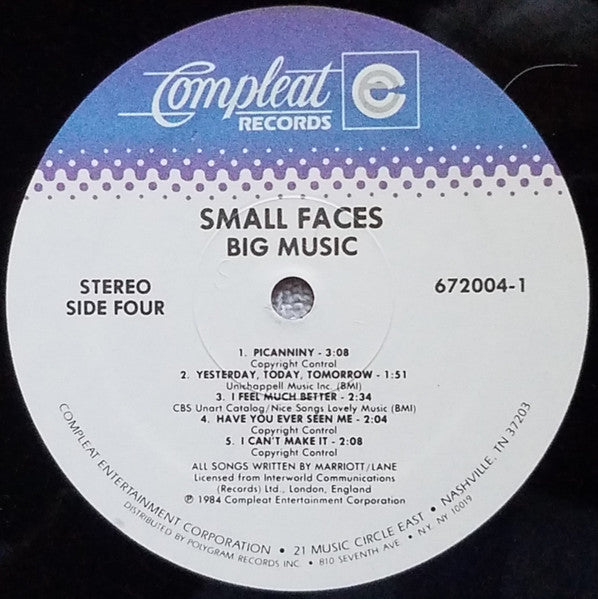 Compleat
RECORDS
SMALL FACES
BIG MUSIC
STEREO
SIDE FOUR
672004-1
1. PICANNINY - 3:08
Copyright Control
2. YESTERDAY, TODAY, TOMORROW - 1:51
Unichappell Music Inc. (BMI)
3. I FEEL MUCH BETTER - 2:34
CBS Unart Catalog/Nice Songs Lovely Music (BMI)
4. HAVE YOU EVER SEEN ME - 2:04
Copyright Control
5. I CAN'T MAKE IT - 2:08
Copyright Control
ALL SONGS WRITTEN BY MARRIOTT/LANE
Licensed from Interworld Communications
(Records) Ltd., London, England
℗ 1984 Compleat Entertainment Corporation
COMPLEAT ENTERTAINMENT CORPORATION • 21 MUSIC CIRCLE EAST • NASHVILLE, TN 37203
DISTRIBUTED BY POLYGRAM RECORDS INC. • 810 SEVENTH AVE. • N.Y. NY 10019